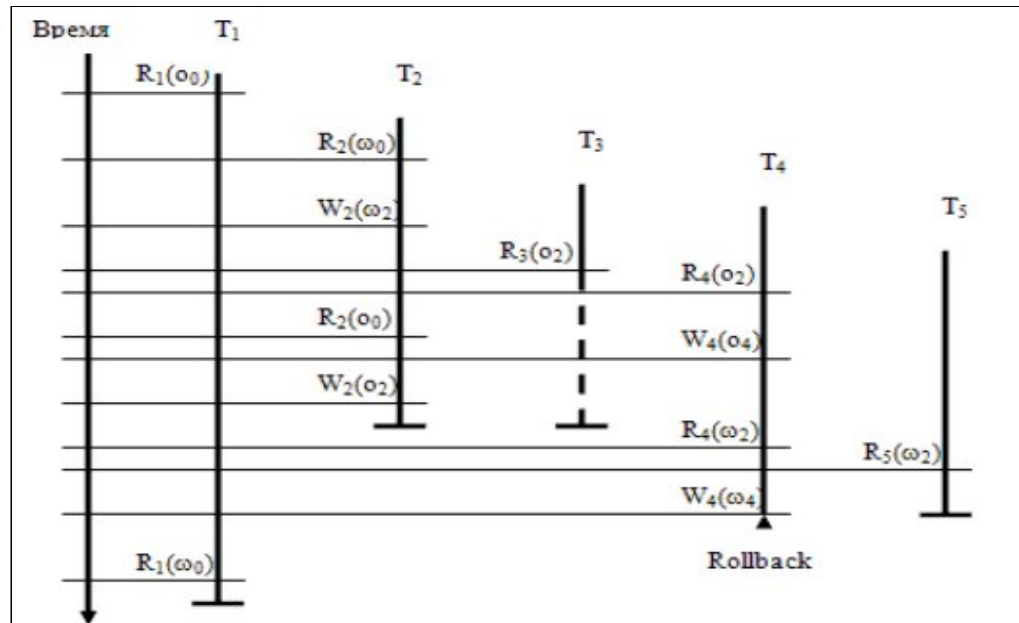 Время
T₁
R₁(o₀)
T₂
R₂(ω₀)
T₃
T₄
W₂(ω₂)
T₅
R₃(o₂)
R₄(o₂)
R₂(o₀)
W₄(o₄)
W₂(o₂)
R₄(ω₂)
R₅(ω₂)
W₄(ω₄)
Rollback
R₁(ω₀)